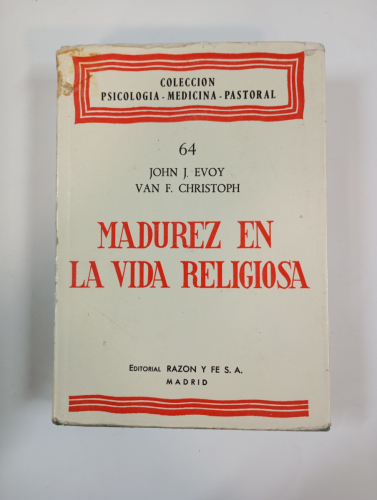 COLECCION
PSICOLOGIA - MEDICINA - PASTORAL
64
JOHN J. EVOY
VAN F. CHRISTOPH
MADUREZ EN
LA VIDA RELIGIOSA
EDITORIAL RAZON Y FE S. A.
MADRID